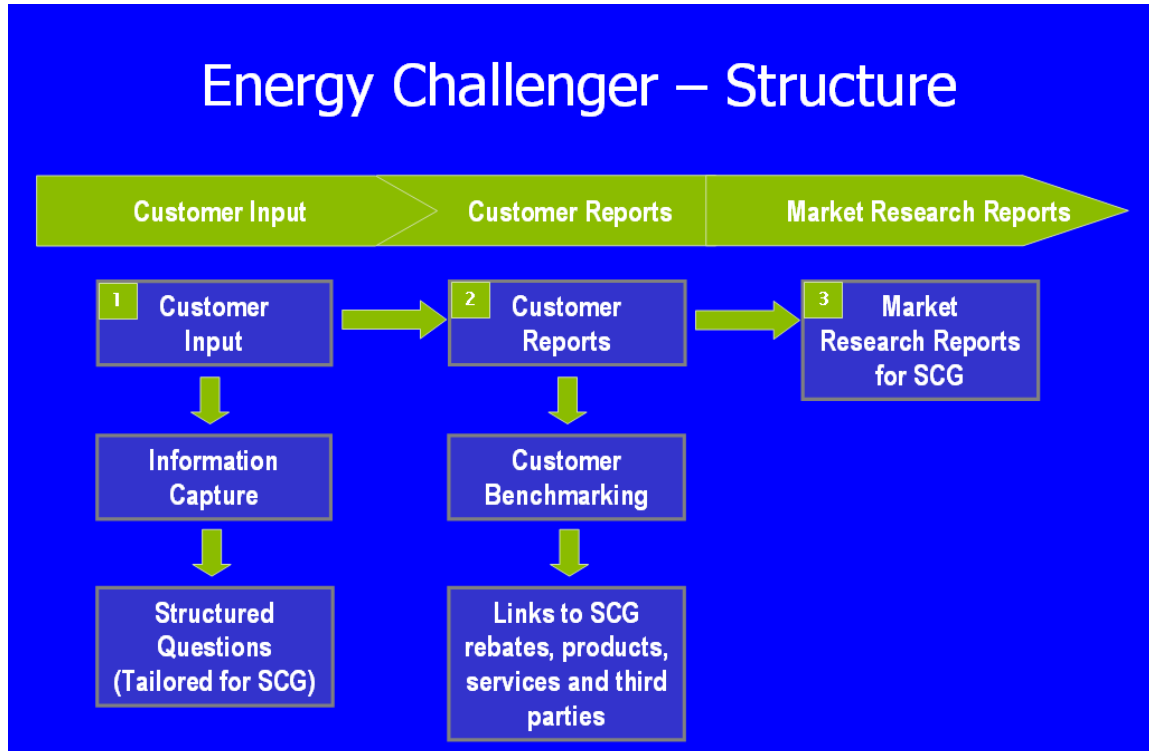 Energy Challenger – Structure
Customer Input
Customer Reports
Market Research Reports
1
Customer
Input
2
Customer
Reports
3
Market
Research Reports
for SCG
Information
Capture
Customer
Benchmarking
Structured
Questions
(Tailored for SCG)
Links to SCG
rebates, products,
services and third
parties